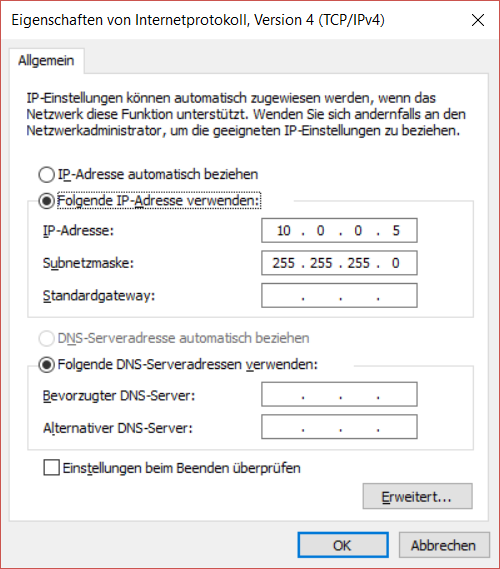 Eigenschaften von Internetprotokoll, Version 4 (TCP/IPv4)
Allgemein
IP-Einstellungen können automatisch zugewiesen werden, wenn das
Netzwerk diese Funktion unterstützt. Wenden Sie sich andernfalls an den
Netzwerkadministrator, um die geeigneten IP-Einstellungen zu beziehen.
IP-Adresse automatisch beziehen
Folgende IP-Adresse verwenden:
IP-Adresse: 10 . 0 . 0 . 5
Subnetzmaske: 255 . 255 . 255 . 0
Standardgateway: . . .
DNS-Serveradresse automatisch beziehen
Folgende DNS-Serveradressen verwenden:
Bevorzugter DNS-Server: . . .
Alternativer DNS-Server: . . .
Einstellungen beim Beenden überprüfen
Erweitert...
OK Abbrechen